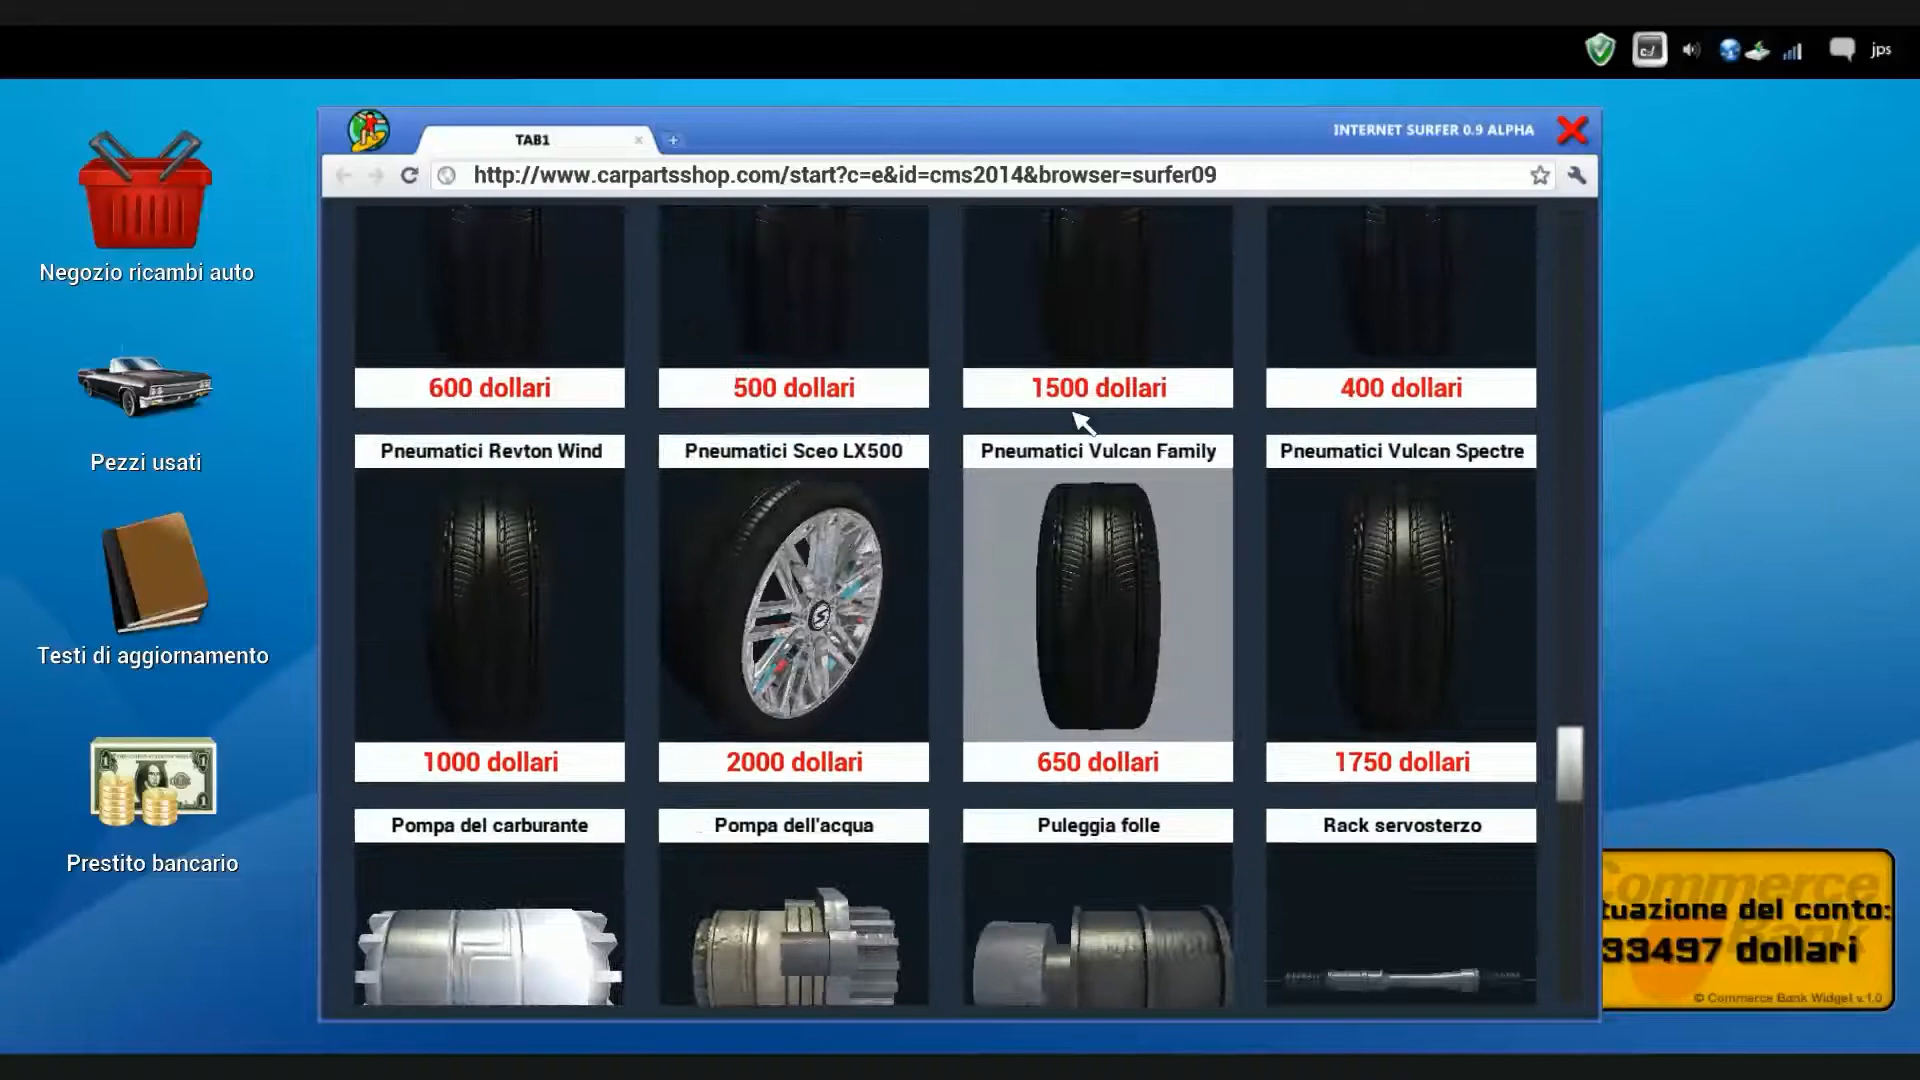 jps
TAB1
INTERNET SURFER 0.9 ALPHA
http://www.carpartsshop.com/start?c=e&id=cms2014&browser=surfer09
Negozio ricambi auto
Pezzi usati
Testi di aggiornamento
Prestito bancario
600 dollari
500 dollari
1500 dollari
400 dollari
Pneumatici Revton Wind
Pneumatici Sceo LX500
Pneumatici Vulcan Family
Pneumatici Vulcan Spectre
1000 dollari
2000 dollari
650 dollari
1750 dollari
Pompa del carburante
Pompa dell'acqua
Puleggia folle
Rack servosterzo
Commerce
Bank
tuazione del conto:
33497 dollari
© Commerce Bank Widget v.1.0